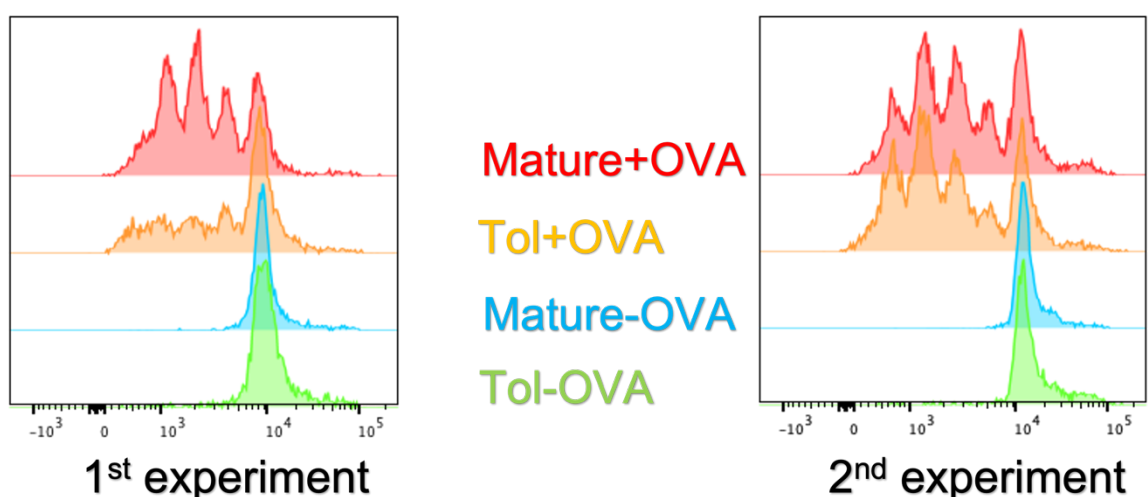 Mature+OVA
Tol+OVA
Mature-OVA
Tol-OVA
-10³ 0 10³ 10⁴ 10⁵
-10³ 0 10³ 10⁴ 10⁵
1st experiment
2nd experiment